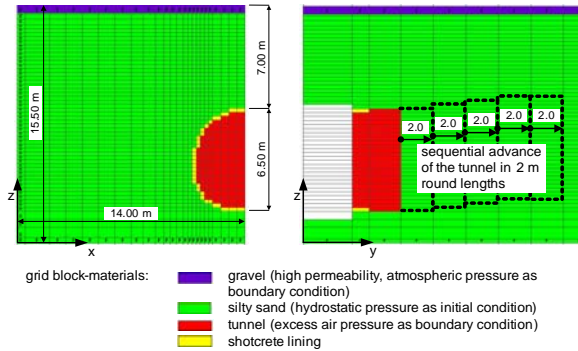 15.50 m
7.00 m
6.50 m
z
14.00 m
x
2.0 2.0 2.0 2.0 2.0
sequential advance
of the tunnel in 2 m
round lengths
z
y
grid block-materials:
gravel (high permeability, atmospheric pressure as
boundary condition)
silty sand (hydrostatic pressure as initial condition)
tunnel (excess air pressure as boundary condition)
shotcrete lining